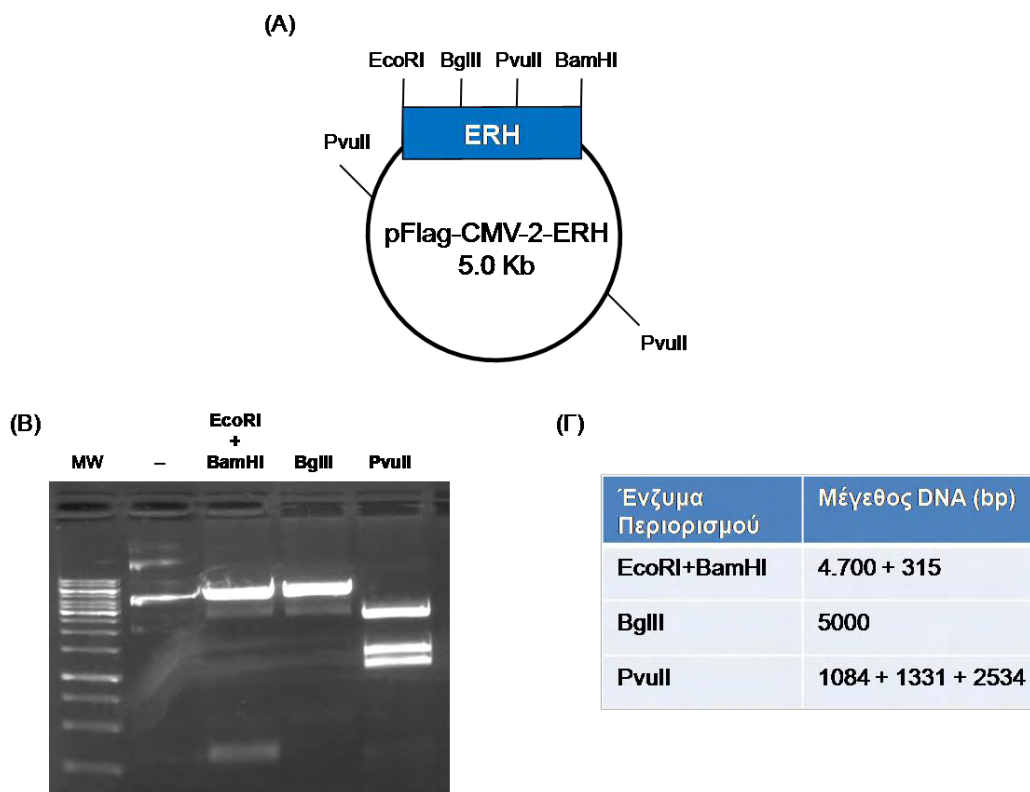 (A)
EcoRI BglII PvuII BamHI
ERH
PvuII
pFlag-CMV-2-ERH
5.0 Kb
PvuII
(B)
MW – EcoRI + BamHI BglII PvuII
(Γ)
Ένζυμα Περιορισμού
Μέγεθος DNA (bp)
EcoRI+BamHI 4.700 + 315
BglII 5000
PvuII 1084 + 1331 + 2534